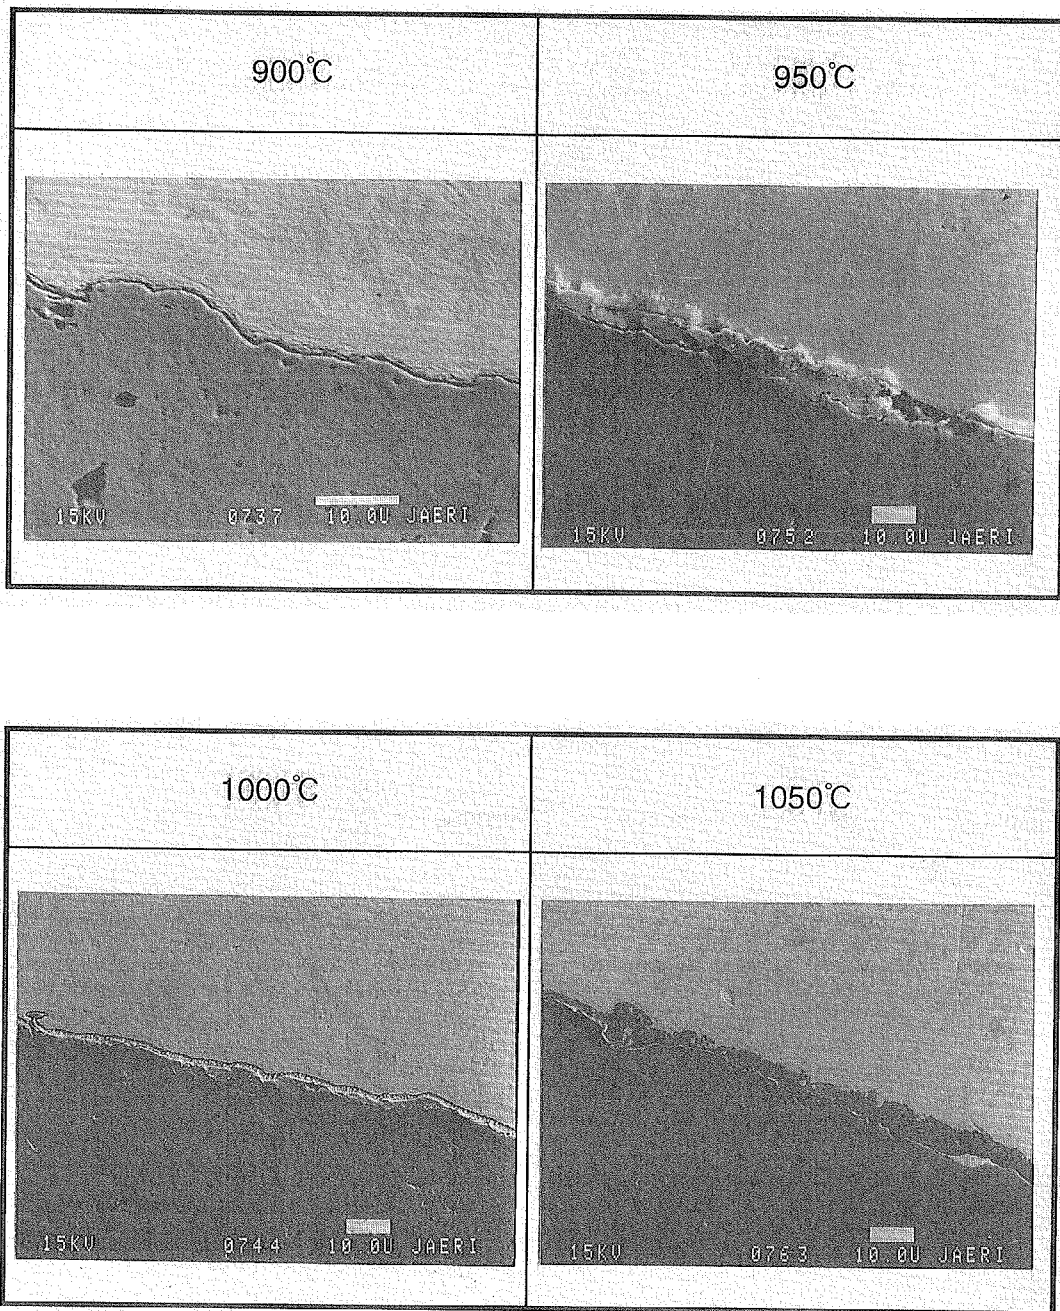 900℃
950℃
15KV 0737 10.0U JAERI
15KV 0752 10.0U JAERI
1000℃
1050℃
15KV 0744 10.0U JAERI
15KV 0763 10.0U JAERI